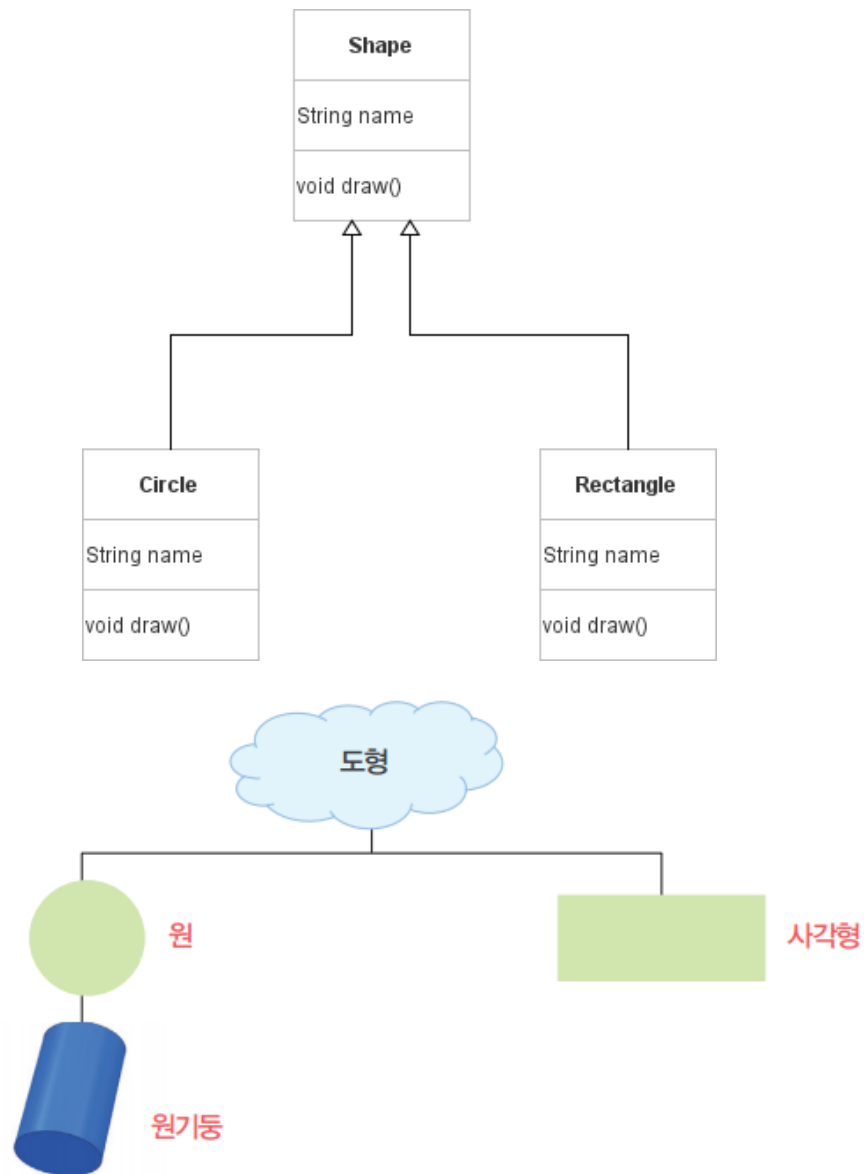 Shape
String name
void draw()
Circle
String name
void draw()
Rectangle
String name
void draw()
도형
원
사각형
원기둥